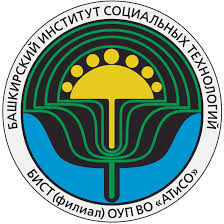 БАШКИРСКИЙ ИНСТИТУТ СОЦИАЛЬНЫХ ТЕХНОЛОГИЙ
БИСТ (филиал) ОУП ВО «АТиСО»